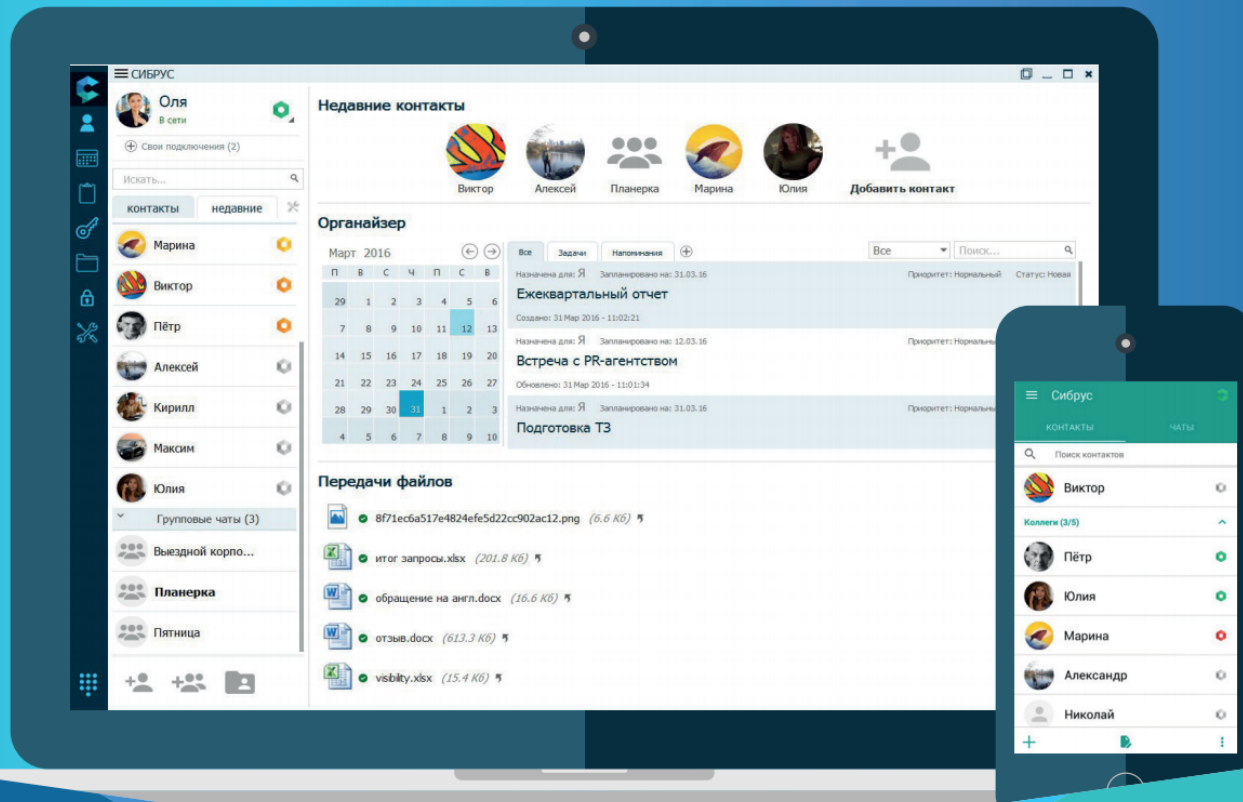 СИБРУС
Оля
В сети
Свои подключения (2)
Искать...
контакты недавние
Марина
Виктор
Пётр
Алексей
Кирилл
Максим
Юлия
Групповые чаты (3)
Выездной корпо...
Планерка
Пятница
Недавние контакты
Виктор Алексей Планерка Марина Юлия Добавить контакт
Органайзер
Март 2016
П В С Ч П С В
29 1 2 3 4 5 6
7 8 9 10 11 12 13
14 15 16 17 18 19 20
21 22 23 24 25 26 27
28 29 30 31 1 2 3
4 5 6 7 8 9 10
Все Задачи Напоминания Все Поиск...
Назначена для: Я Запланировано на: 31.03.16 Приоритет: Нормальный Статус: Новая
Ежеквартальный отчет
Создано: 31 Мар 2016 - 11:02:21
Назначена для: Я Запланировано на: 12.03.16 Приоритет: Нормальны
Встреча с PR-агентством
Обновлено: 31 Мар 2016 - 11:01:34
Назначена для: Я Запланировано на: 31.03.16 Приоритет: Нормальны
Подготовка ТЗ
Передачи файлов
8f71ec6a517e4824efe5d22cc902ac12.png (6.6 Кб)
итог запросы.xlsx (201.8 Кб)
обращение на англ.docx (16.6 Кб)
отзыв.docx (613.3 Кб)
visibility.xlsx (15.4 Кб)
Сибрус
КОНТАКТЫ ЧАТЫ
Поиск контактов
Виктор
Коллеги (3/5)
Пётр
Юлия
Марина
Александр
Николай